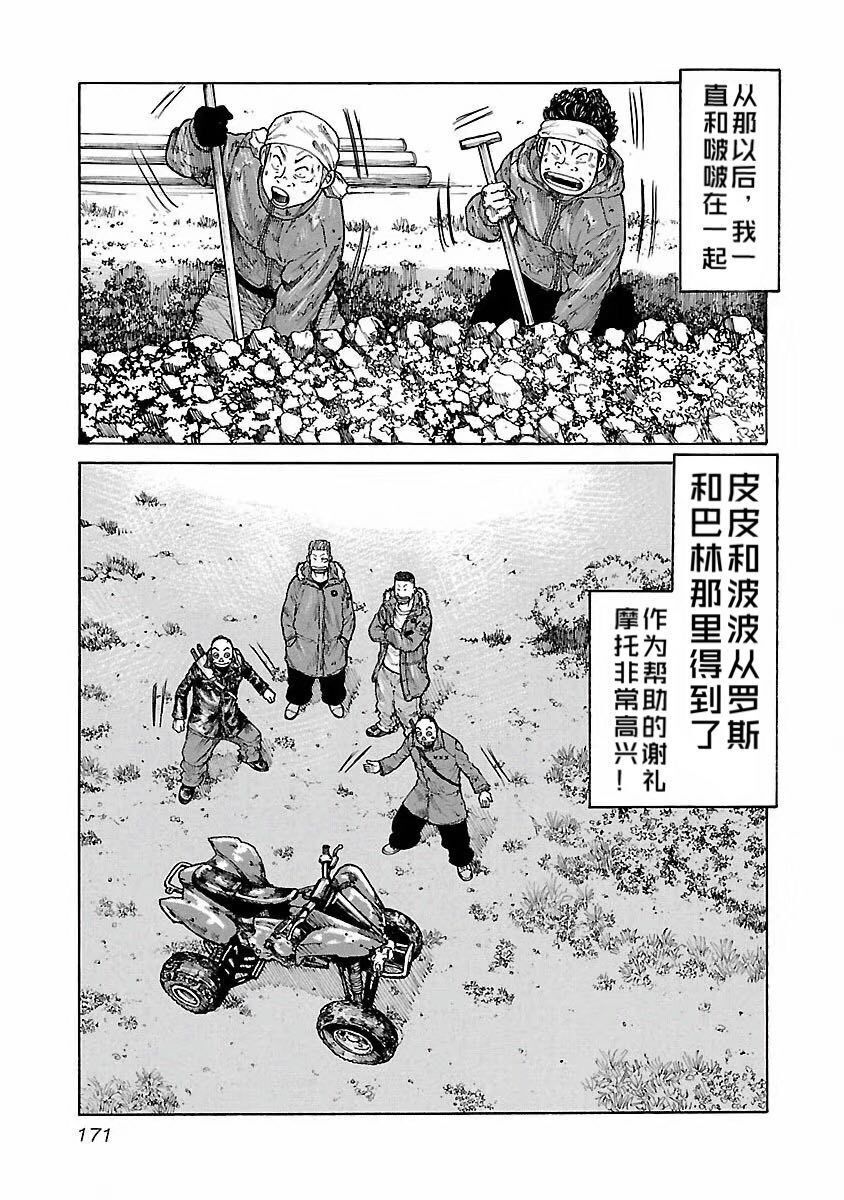 从那以后，我一
直和啵啵在一起
皮皮和波波从罗斯
和巴林那里得到了
作为帮助的谢礼
摩托非常高兴！
171